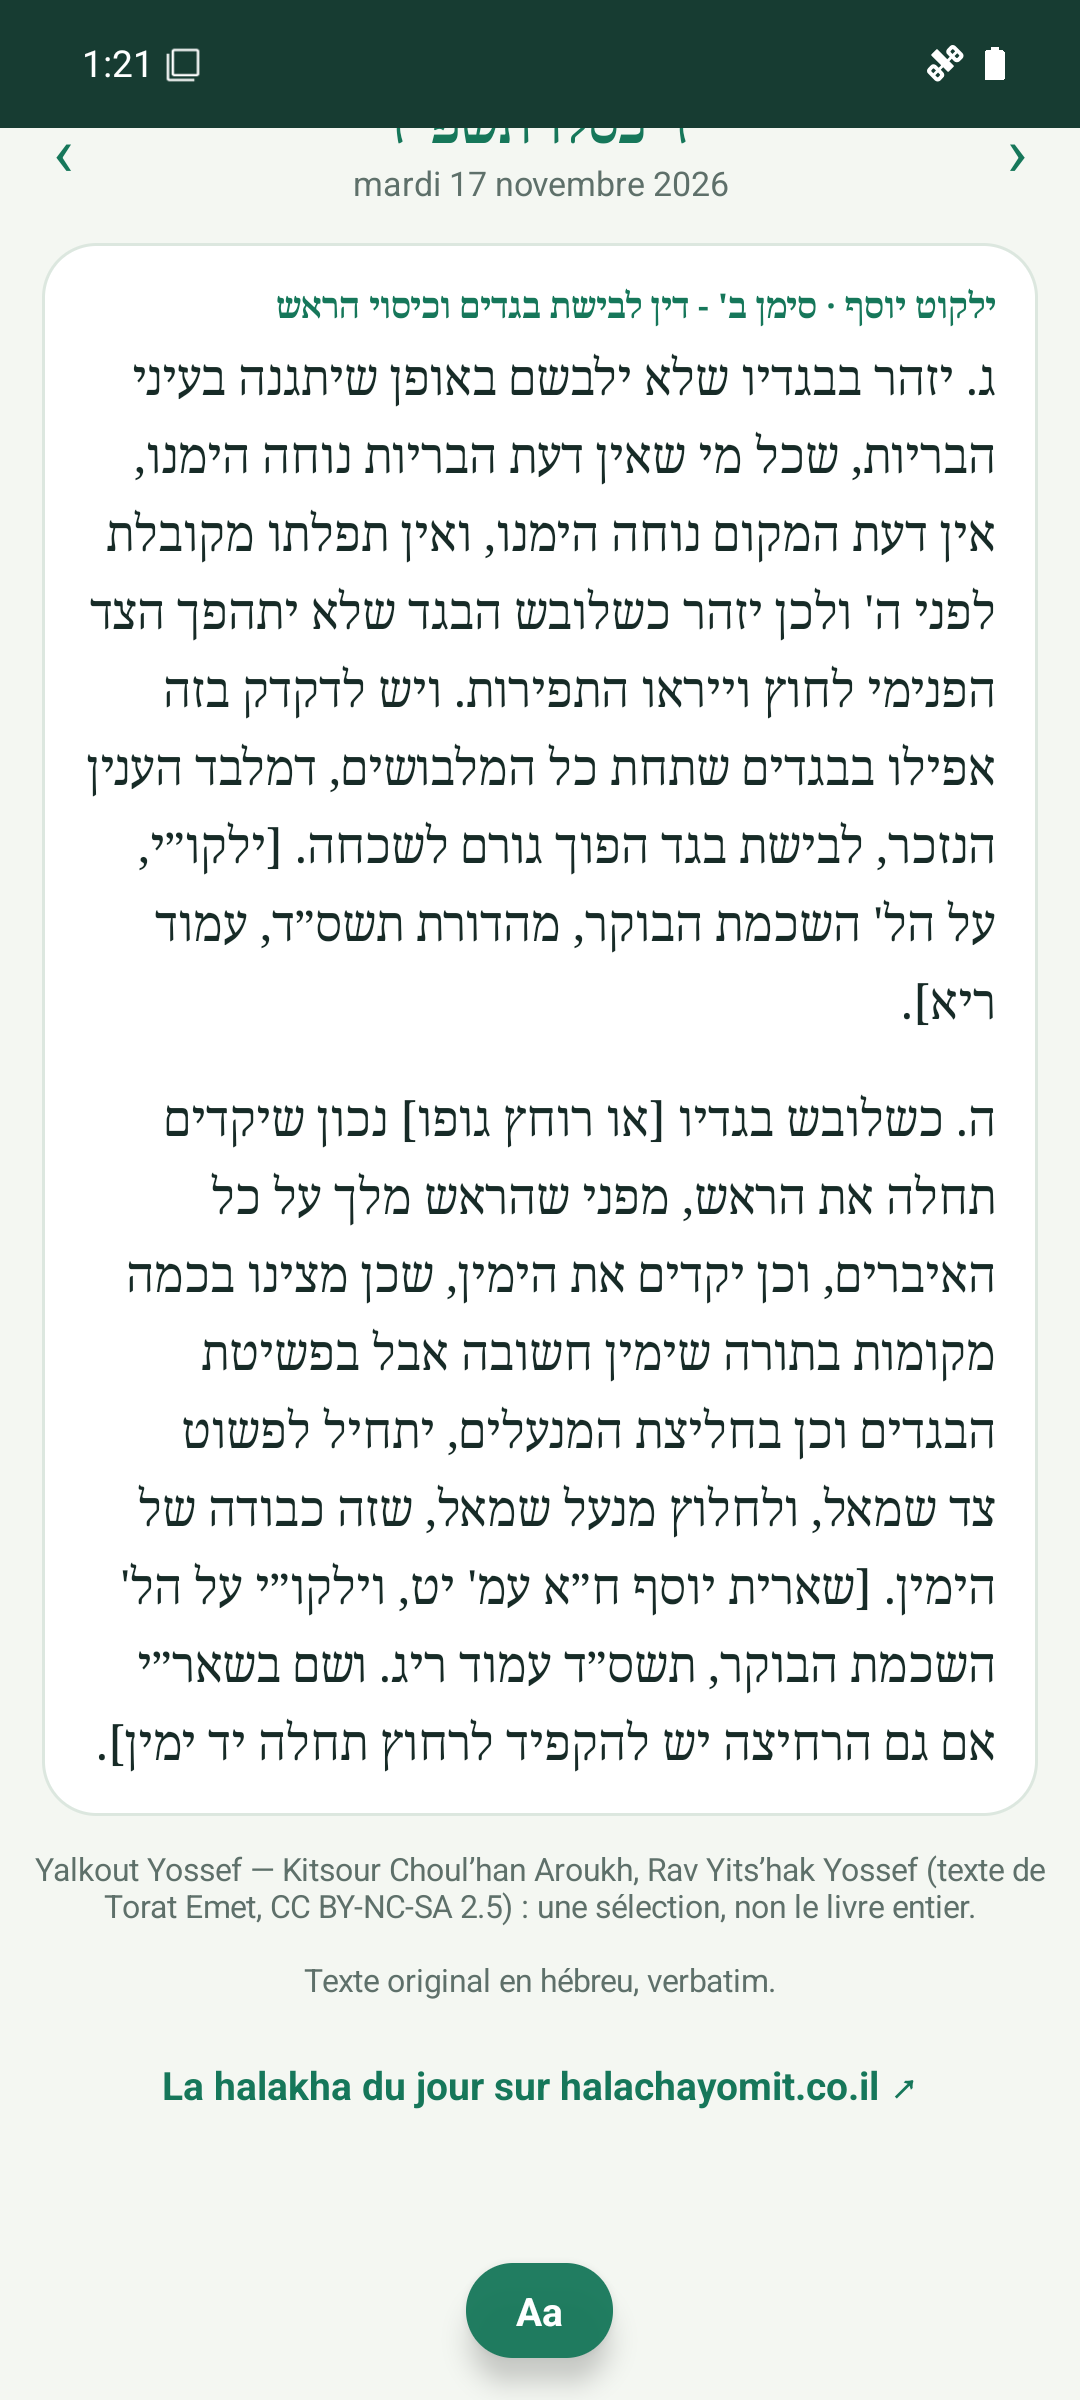 1:21
ז' כסלו תשפ"ז
‹ ›
mardi 17 novembre 2026
ילקוט יוסף · סימן ב' - דין לבישת בגדים וכיסוי הראש
ג. יזהר בבגדיו שלא ילבשם באופן שיתגנה בעיני
הבריות, שכל מי שאין דעת הבריות נוחה הימנו,
אין דעת המקום נוחה הימנו, ואין תפלתו מקובלת
לפני ה' ולכן יזהר כשלובש הבגד שלא יתהפך הצד
הפנימי לחוץ וייראו התפירות. ויש לדקדק בזה
אפילו בבגדים שתחת כל המלבושים, דמלבד הענין
הנזכר, לבישת בגד הפוך גורם לשכחה. [ילקו״י,
על הל' השכמת הבוקר, מהדורת תשס״ד, עמוד
ריא].
ה. כשלובש בגדיו [או רוחץ גופו] נכון שיקדים
תחלה את הראש, מפני שהראש מלך על כל
האיברים, וכן יקדים את הימין, שכן מצינו בכמה
מקומות בתורה שימין חשובה אבל בפשיטת
הבגדים וכן בחליצת המנעלים, יתחיל לפשוט
צד שמאל, ולחלוץ מנעל שמאל, שזה כבודה של
הימין. [שארית יוסף ח״א עמ' יט, וילקו״י על הל'
השכמת הבוקר, תשס״ד עמוד ריג. ושם בשאר״י
אם גם הרחיצה יש להקפיד לרחוץ תחלה יד ימין].
Yalkout Yossef — Kitsour Choul’han Aroukh, Rav Yits’hak Yossef (texte de
Torat Emet, CC BY-NC-SA 2.5) : une sélection, non le livre entier.
Texte original en hébreu, verbatim.
La halakha du jour sur halachayomit.co.il ↗
Aa